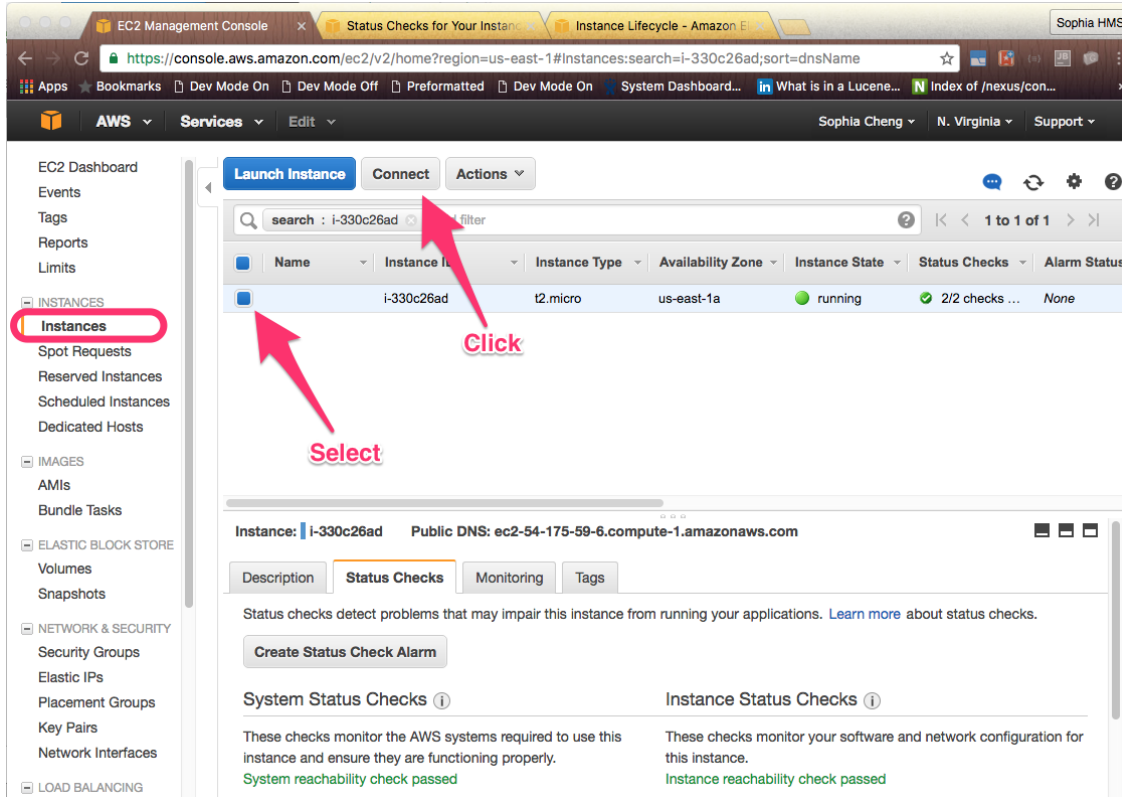 EC2 Management Console
Status Checks for Your Instanc
Instance Lifecycle - Amazon E
Sophia HMS
https://console.aws.amazon.com/ec2/v2/home?region=us-east-1#Instances:search=i-330c26ad;sort=dnsName
Apps Bookmarks Dev Mode On Dev Mode Off Preformatted Dev Mode On System Dashboard... What is in a Lucene... Index of /nexus/con...
AWS Services Edit Sophia Cheng N. Virginia Support
EC2 Dashboard
Events
Tags
Reports
Limits
INSTANCES
Instances
Spot Requests
Reserved Instances
Scheduled Instances
Dedicated Hosts
IMAGES
AMIs
Bundle Tasks
ELASTIC BLOCK STORE
Volumes
Snapshots
NETWORK & SECURITY
Security Groups
Elastic IPs
Placement Groups
Key Pairs
Network Interfaces
LOAD BALANCING
Launch Instance Connect Actions
search : i-330c26ad filter 1 to 1 of 1
Name Instance Instance Type Availability Zone Instance State Status Checks Alarm Status
i-330c26ad t2.micro us-east-1a running 2/2 checks ... None
Click
Select
Instance: i-330c26ad Public DNS: ec2-54-175-59-6.compute-1.amazonaws.com
Description Status Checks Monitoring Tags
Status checks detect problems that may impair this instance from running your applications. Learn more about status checks.
Create Status Check Alarm
System Status Checks
These checks monitor the AWS systems required to use this
instance and ensure they are functioning properly.
System reachability check passed
Instance Status Checks
These checks monitor your software and network configuration for
this instance.
Instance reachability check passed